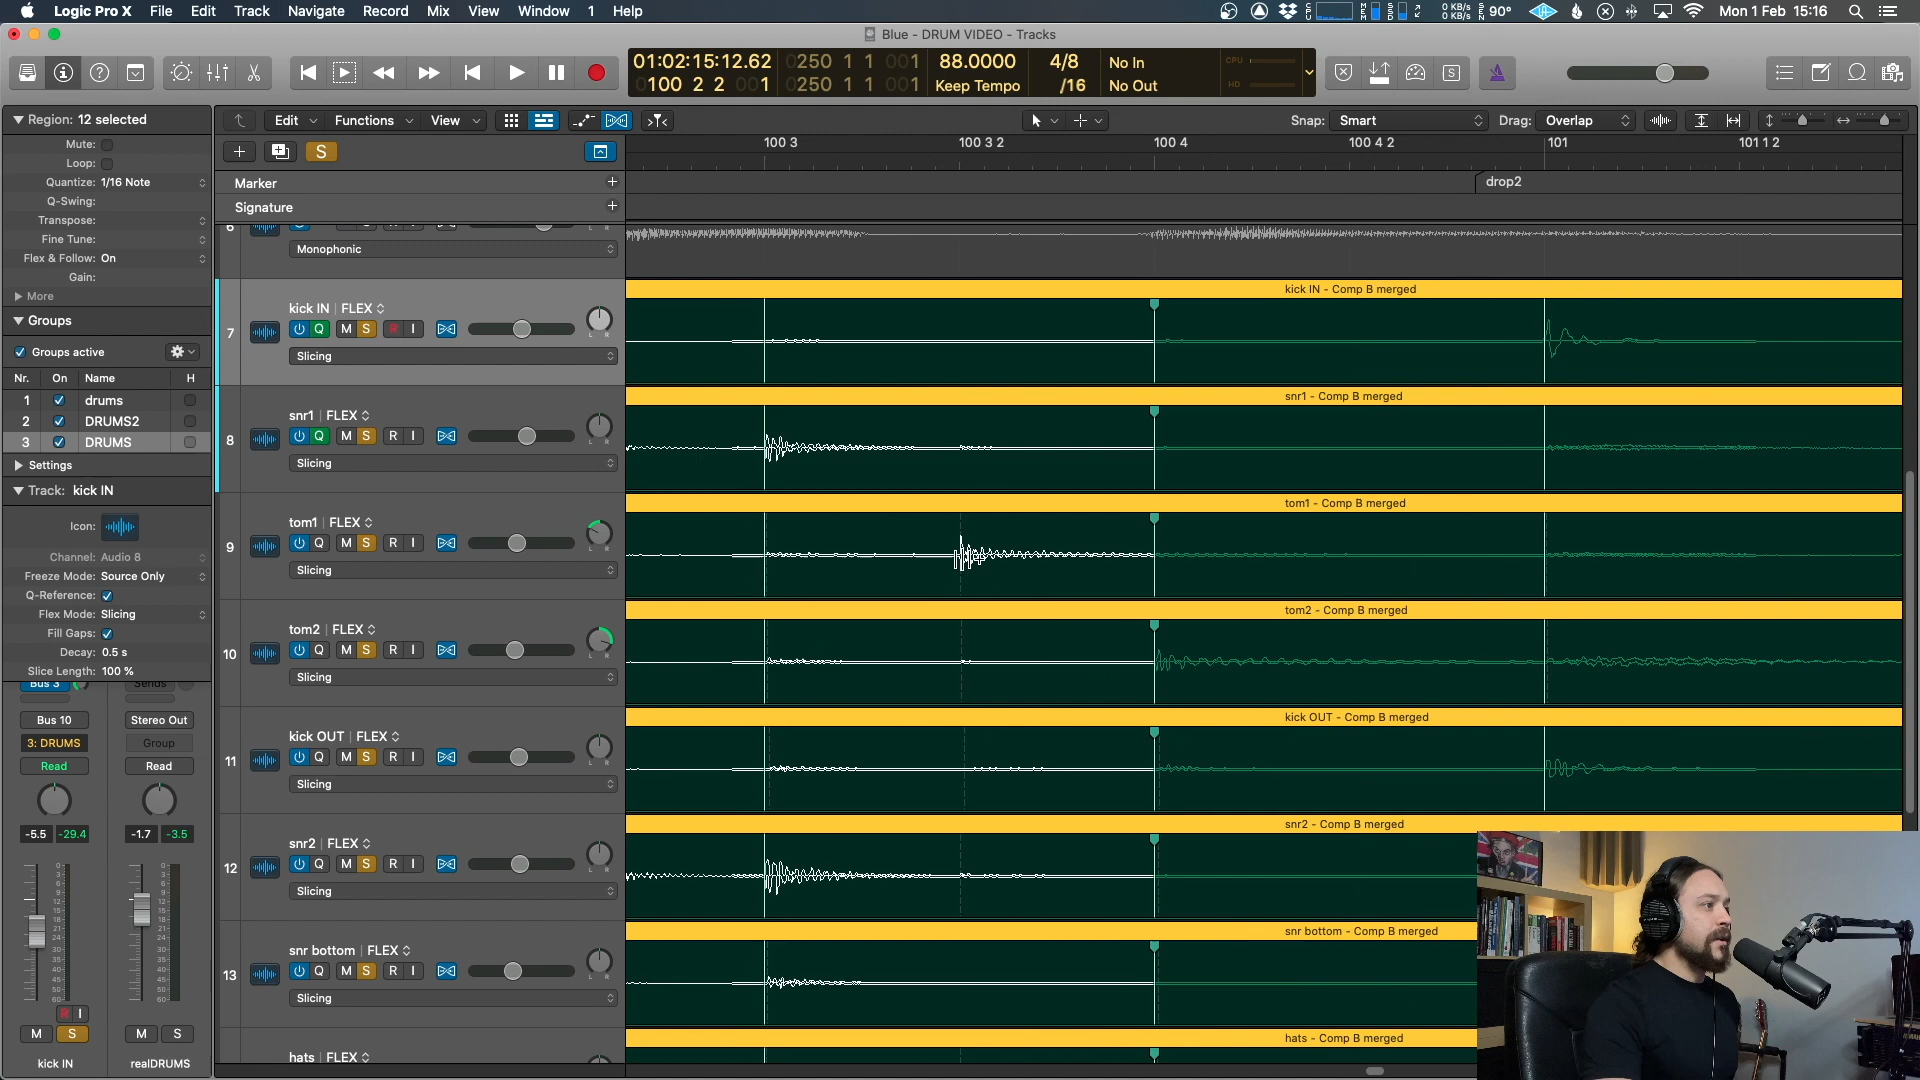 Logic Pro X File Edit Track Navigate Record Mix View Window 1 Help
0 KB/s
0 KB/s
90° Mon 1 Feb 15:16
Blue - DRUM VIDEO - Tracks
01:02:15:12.62 0250 1 1 001 88.0000 4/8 No In
0100 2 2 001 0250 1 1 001 Keep Tempo /16 No Out
CPU
HD
Region: 12 selected
Mute:
Loop:
Quantize: 1/16 Note
Q-Swing:
Transpose:
Fine Tune:
Flex & Follow: On
Gain:
More
Groups
Groups active
Nr. On Name H
1 drums
2 DRUMS2
3 DRUMS
Settings
Track: kick IN
Icon:
Channel: Audio 8
Freeze Mode: Source Only
Q-Reference:
Flex Mode: Slicing
Fill Gaps:
Decay: 0.5 s
Slice Length: 100 %
Bus 3 Sends
Bus 10 Stereo Out
3: DRUMS Group
Read Read
-5.5 -29.4 -1.7 -3.5
R I
M S M S
kick IN realDRUMS
Edit Functions View
Snap: Smart Drag: Overlap
S
100 3 100 3 2 100 4 100 4 2 101 101 1 2
Marker
drop2
Signature
6
Monophonic
7 kick IN FLEX
Q M S R I
Slicing
kick IN - Comp B merged
8 snr1 FLEX
Q M S R I
Slicing
snr1 - Comp B merged
9 tom1 FLEX
Q M S R I
Slicing
tom1 - Comp B merged
10 tom2 FLEX
Q M S R I
Slicing
tom2 - Comp B merged
11 kick OUT FLEX
Q M S R I
Slicing
kick OUT - Comp B merged
12 snr2 FLEX
Q M S R I
Slicing
snr2 - Comp B merged
13 snr bottom FLEX
Q M S R I
Slicing
snr bottom - Comp B merged
hats FLEX
hats - Comp B merged